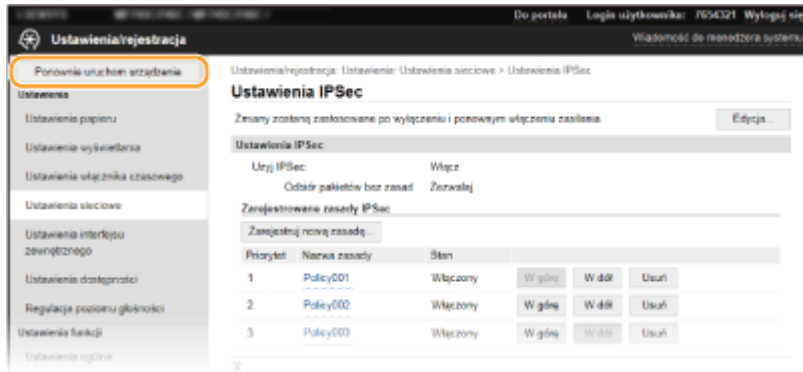 Do portalu Login użytkownika: 7654321 Wyloguj się
Ustawienia/rejestracja
Wiadomość do menedżera systemu
Ponownie uruchom urządzenie
Ustawienia/rejestracja: Ustawienia: Ustawienia sieciowe > Ustawienia IPSec
Ustawienia
Ustawienia IPSec
Ustawienia papieru
Zmiany zostaną zastosowane po wyłączeniu i ponownym włączeniu zasilania.
Edycja...
Ustawienia wyświetlania
Ustawienia IPSec
Ustawienia włącznika czasowego
Użyj IPSec: Włącz
Odbiór pakietów bez zasad Zezwalaj
Ustawienia sieciowe
Zarejestrowane zasady IPSec
Ustawienia interfejsu
zewnętrznego
Zarejestruj nową zasadę...
Priorytet Nazwa zasady Stan
Ustawienia dostępności
1 Policy001 Włączony W górę W dół Usuń
Regulacja poziomu głośności
2 Policy002 Włączony W górę W dół Usuń
Ustawienia funkcji
3 Policy003 Włączony W górę W dół Usuń
Ustawienia ogólne